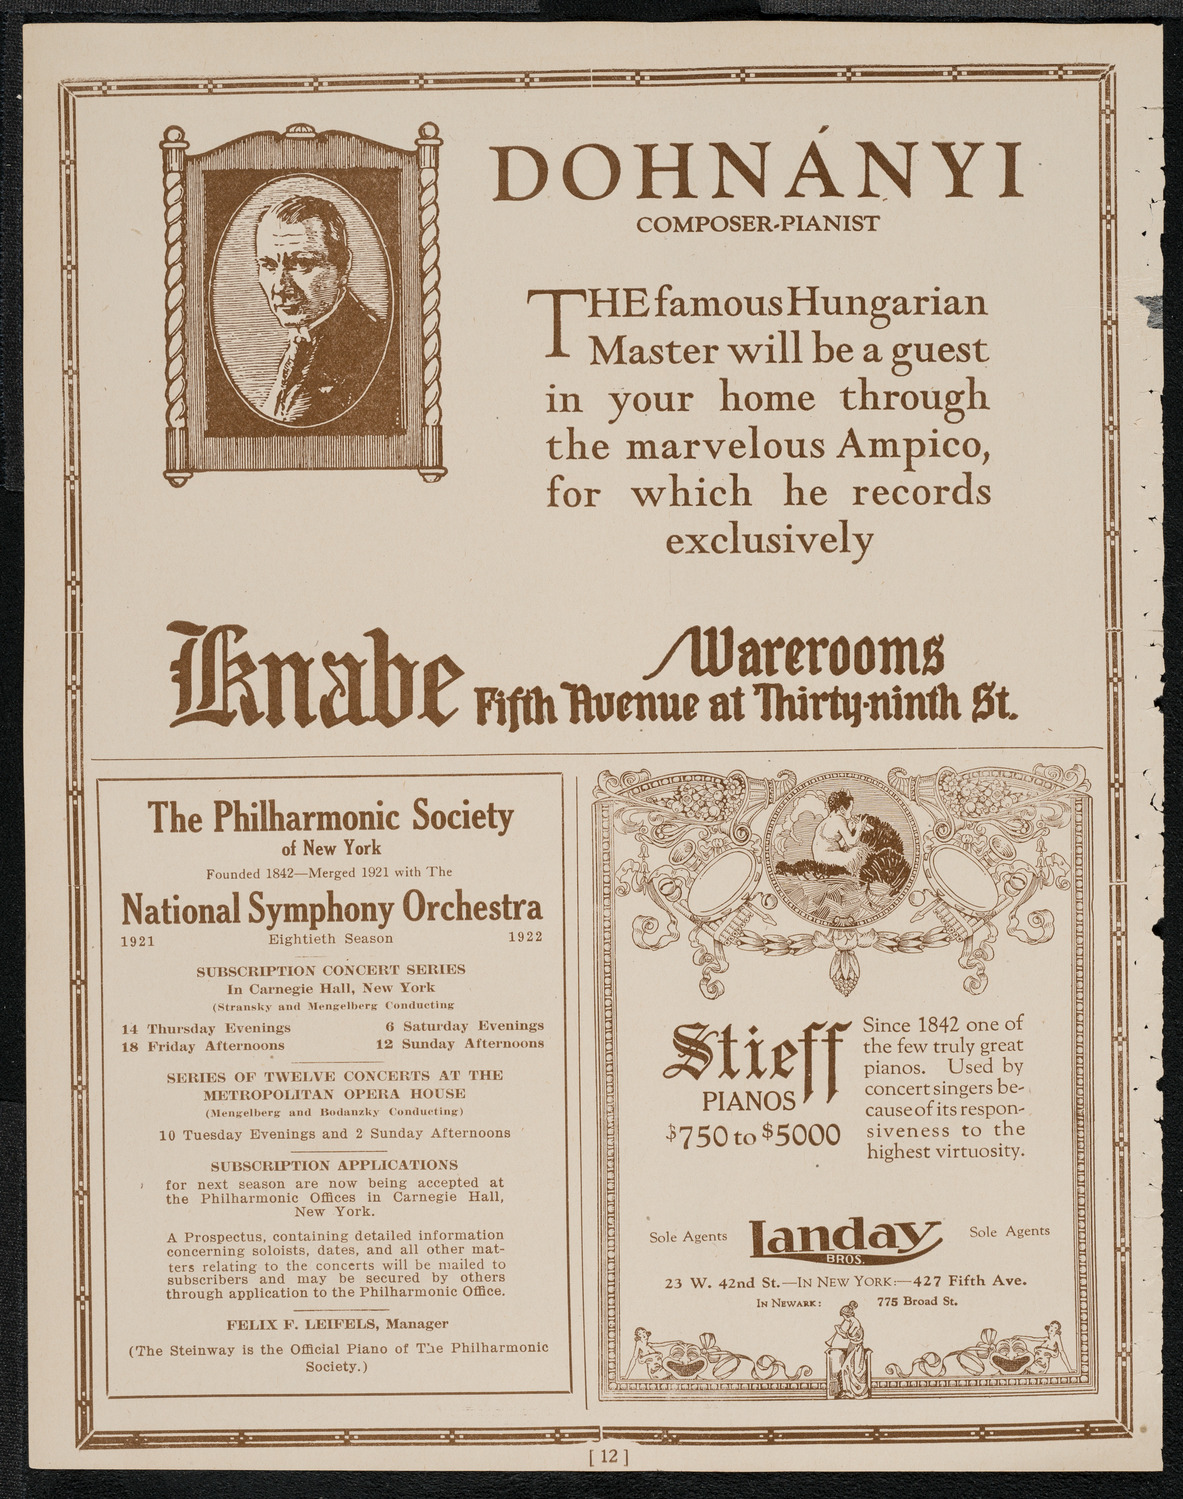 DOHNÁNYI
COMPOSER-PIANIST
THE famous Hungarian
Master will be a guest
in your home through
the marvelous Ampico,
for which he records
exclusively
Knabe
Warerooms
Fifth Avenue at Thirty-ninth St.
The Philharmonic Society
of New York
Founded 1842—Merged 1921 with The
National Symphony Orchestra
1921 Eightieth Season 1922
SUBSCRIPTION CONCERT SERIES
In Carnegie Hall, New York
(Stransky and Mengelberg Conducting
14 Thursday Evenings 6 Saturday Evenings
18 Friday Afternoons 12 Sunday Afternoons
SERIES OF TWELVE CONCERTS AT THE
METROPOLITAN OPERA HOUSE
(Mengelberg and Bodanzky Conducting)
10 Tuesday Evenings and 2 Sunday Afternoons
SUBSCRIPTION APPLICATIONS
for next season are now being accepted at
the Philharmonic Offices in Carnegie Hall,
New York.
A Prospectus, containing detailed information
concerning soloists, dates, and all other mat-
ters relating to the concerts will be mailed to
subscribers and may be secured by others
through application to the Philharmonic Office.
FELIX F. LEIFELS, Manager
(The Steinway is the Official Piano of The Philharmonic
Society.)
Stieff
PIANOS
$750 to $5000
Since 1842 one of
the few truly great
pianos. Used by
concert singers be-
cause of its respon-
siveness to the
highest virtuosity.
Sole Agents Landay Sole Agents
BROS.
23 W. 42nd St.—IN NEW YORK:—427 Fifth Ave.
IN NEWARK: 775 Broad St.
[ 12 ]